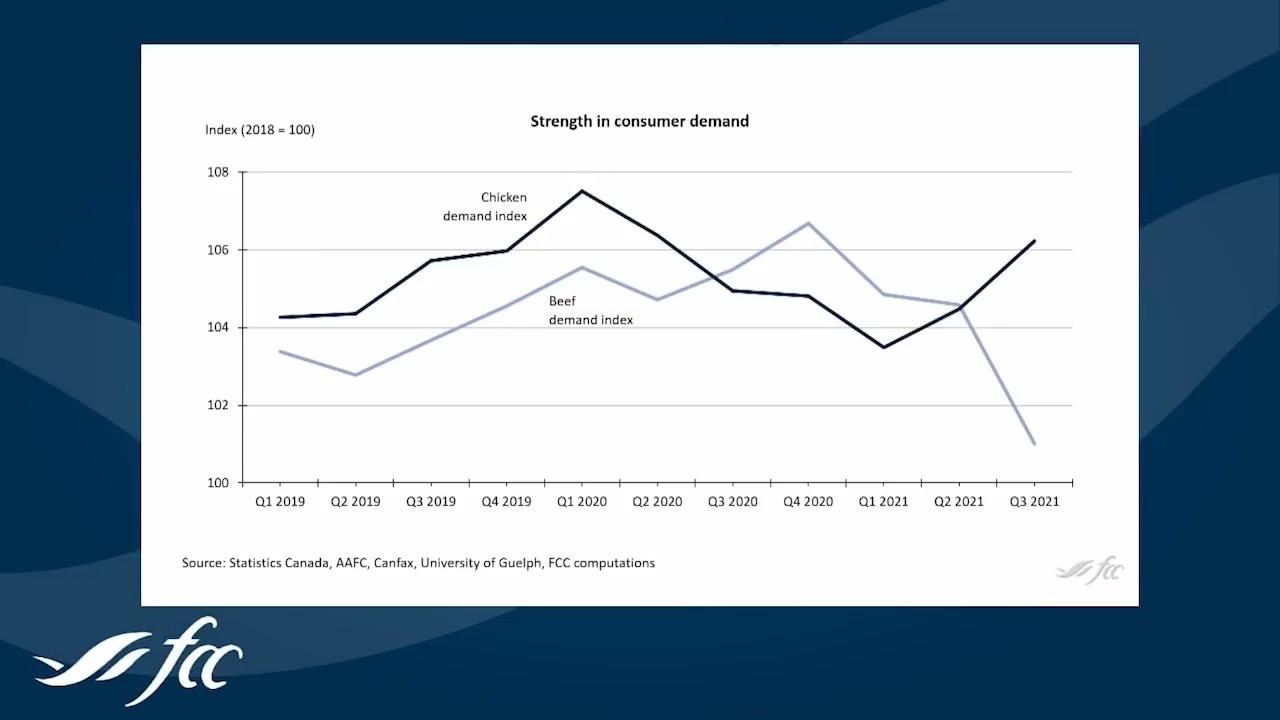 Strength in consumer demand
Index (2018 = 100)
108
106
104
102
100
Chicken
demand index
Beef
demand index
Q1 2019 Q2 2019 Q3 2019 Q4 2019 Q1 2020 Q2 2020 Q3 2020 Q4 2020 Q1 2021 Q2 2021 Q3 2021
Source: Statistics Canada, AAFC, Canfax, University of Guelph, FCC computations
fcc
fcc